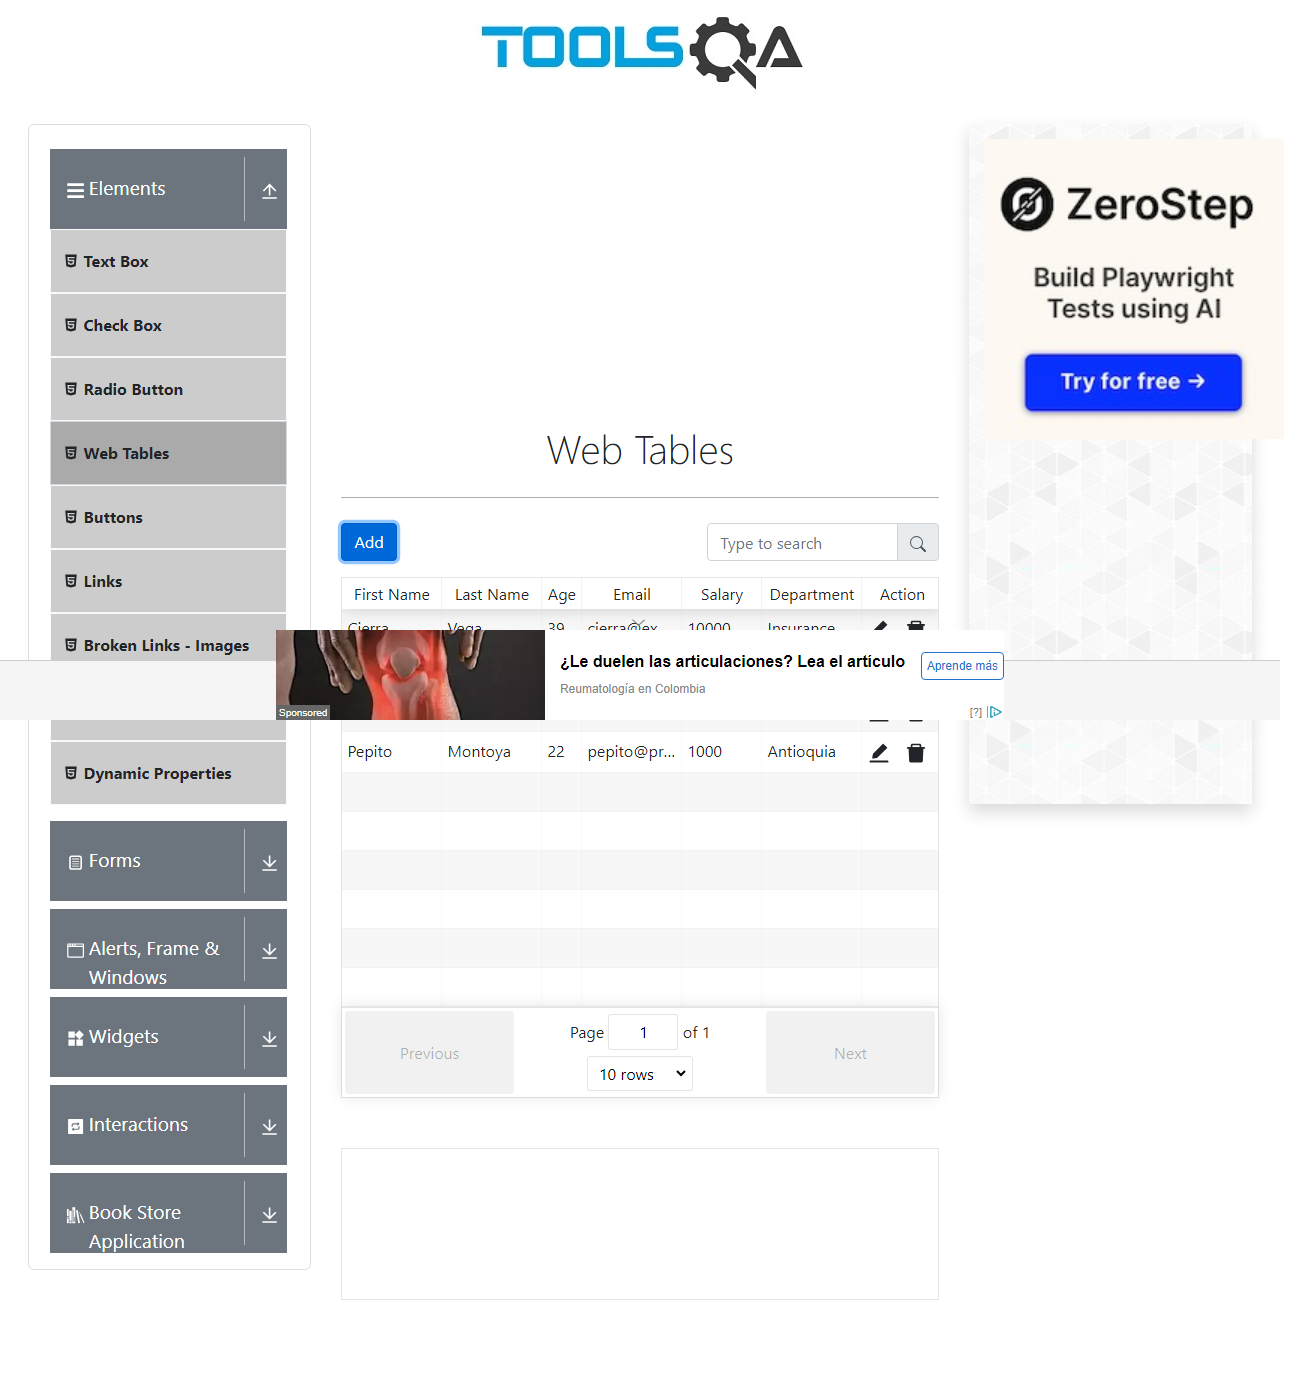 TOOLSQA
Elements
Text Box
Check Box
Radio Button
Web Tables
Buttons
Links
Broken Links - Images
Dynamic Properties
Forms
Alerts, Frame &
Windows
Widgets
Interactions
Book Store
Application
Web Tables
Add
Type to search
First Name Last Name Age Email Salary Department Action
Cierra Vega 39 cierra@ex... 10000 Insurance
¿Le duelen las articulaciones? Lea el artículo
Aprende más
Reumatología en Colombia
Sponsored
[?]
Pepito Montoya 22 pepito@pr... 1000 Antioquia
Previous
Page 1 of 1
10 rows
Next
ZeroStep
Build Playwright
Tests using AI
Try for free →